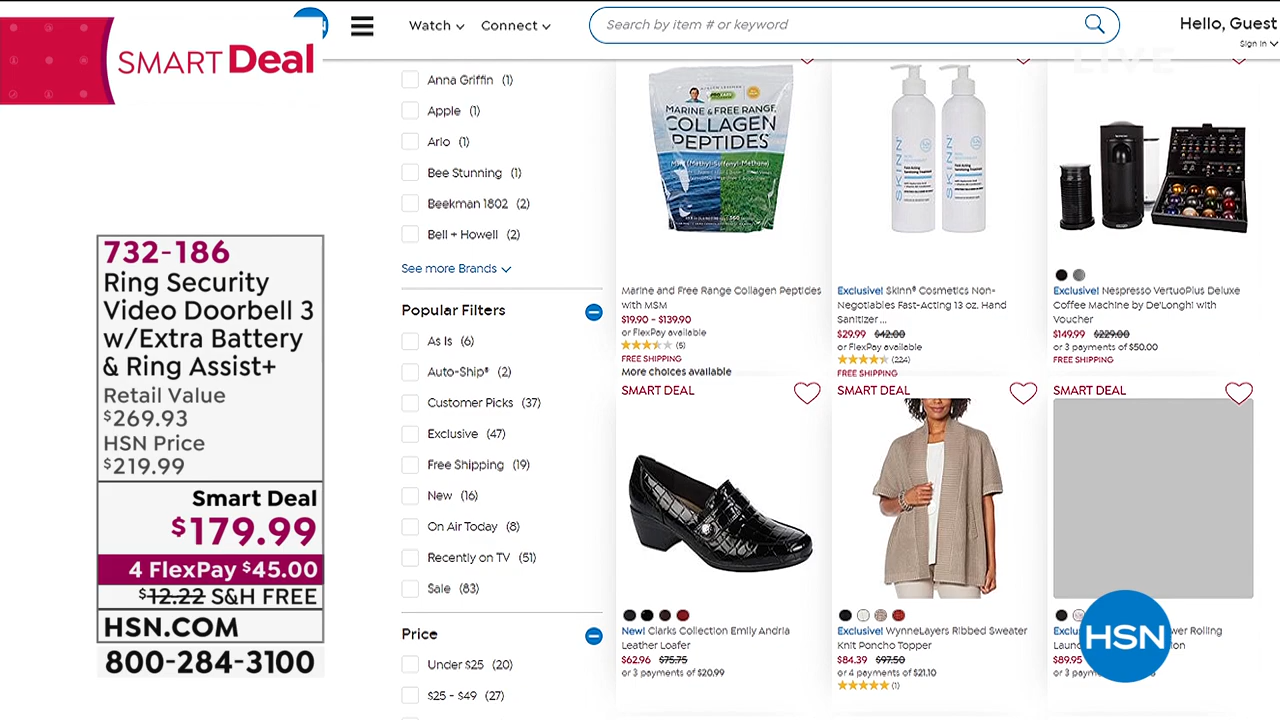 SMART Deal
Watch
Connect
Search by item # or keyword
Hello, Guest
Sign In
LIVE
732-186
Ring Security
Video Doorbell 3
w/Extra Battery
& Ring Assist+
Retail Value
$269.93
HSN Price
$219.99
Smart Deal
$179.99
4 FlexPay $45.00
$12.22 S&H FREE
HSN.COM
800-284-3100
Anna Griffin (1)
Apple (1)
Arlo (1)
Bee Stunning (1)
Beekman 1802 (2)
Bell + Howell (2)
See more Brands
Popular Filters
As Is (6)
Auto-Ship® (2)
Customer Picks (37)
Exclusive (47)
Free Shipping (19)
New (16)
On Air Today (8)
Recently on TV (51)
Sale (83)
Price
Under $25 (20)
$25 - $49 (27)
MARINE & FREE RANGE
COLLAGEN
PEPTIDES
MSM (Methyl-Sulfonyl-Methane)
Marine and Free Range Collagen Peptides
with MSM
$19.90 - $139.90
or FlexPay available
(5)
FREE SHIPPING
More choices available
SKINN
SKINN
Exclusive! Skinn® Cosmetics Non-
Negotiables Fast-Acting 13 oz. Hand
Sanitizer ...
$29.99 $42.00
or FlexPay available
(224)
FREE SHIPPING
Exclusive! Nespresso VertuoPlus Deluxe
Coffee Machine by De'Longhi with
Voucher
$149.99 $229.00
or 3 payments of $50.00
FREE SHIPPING
SMART DEAL
New! Clarks Collection Emily Andria
Leather Loafer
$62.96 $75.75
or 3 payments of $20.99
SMART DEAL
Exclusive! WynneLayers Ribbed Sweater
Knit Poncho Topper
$84.39 $97.50
or 4 payments of $21.10
(1)
SMART DEAL
Rolling
$89.95
HSN